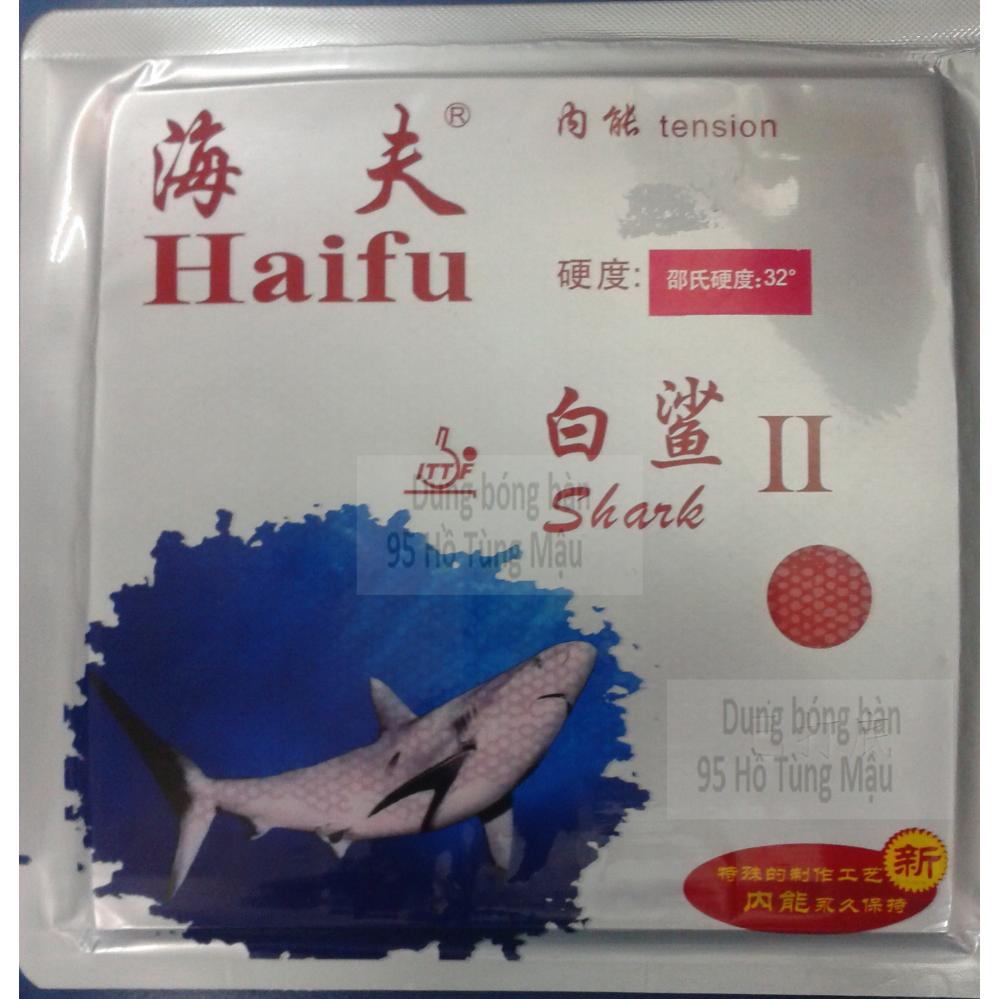 海夫®
Haifu
内能 tension
硬度: 邵氏硬度:32°
白鲨 II
Shark
ITTF
Dung bóng bàn
95 Hồ Tùng Mậu
Dung bóng bàn
95 Hồ Tùng Mậu
新
特殊的制作工艺
内能永久保持